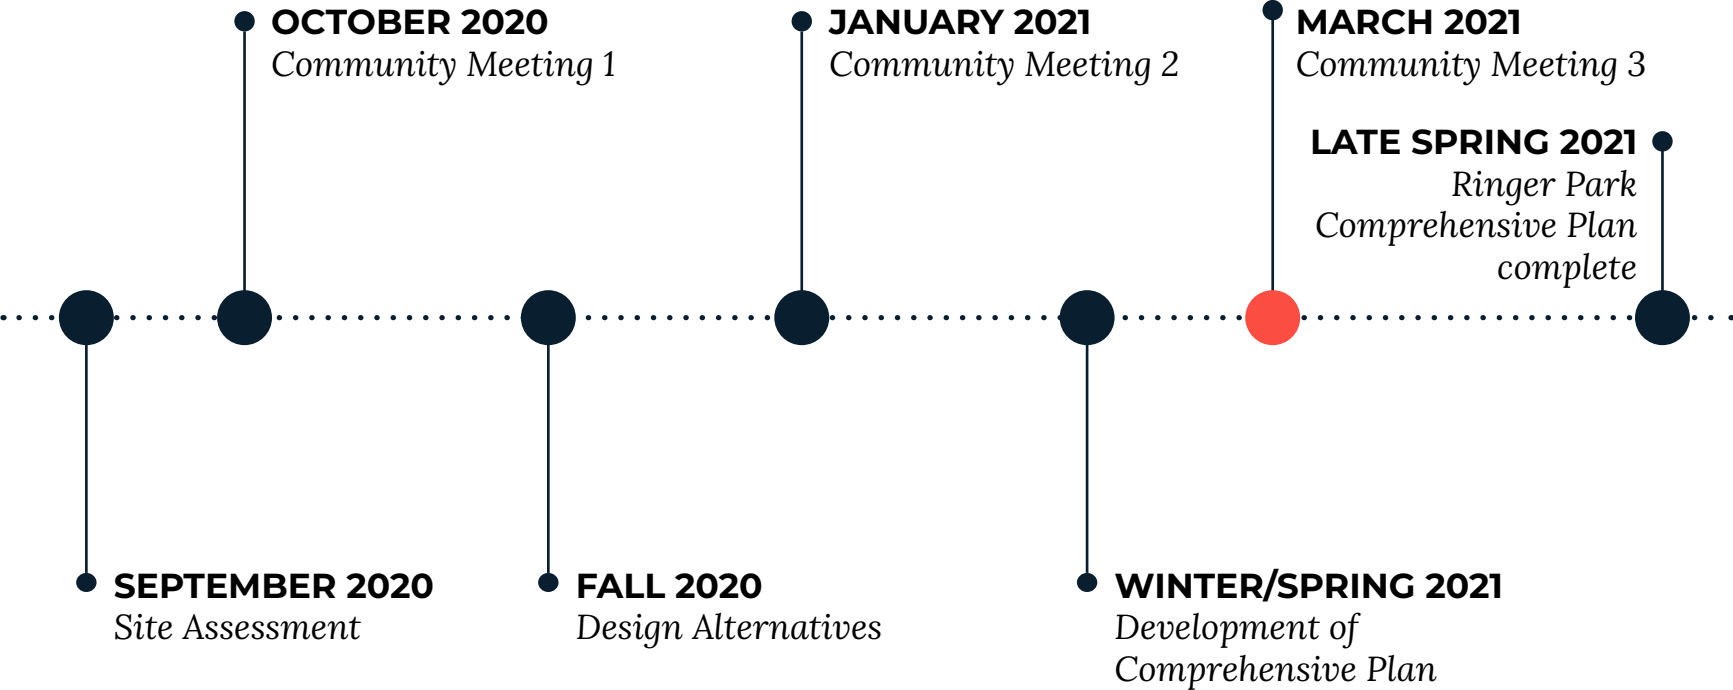 OCTOBER 2020
Community Meeting 1
JANUARY 2021
Community Meeting 2
MARCH 2021
Community Meeting 3
LATE SPRING 2021
Ringer Park
Comprehensive Plan
complete
SEPTEMBER 2020
Site Assessment
FALL 2020
Design Alternatives
WINTER/SPRING 2021
Development of
Comprehensive Plan